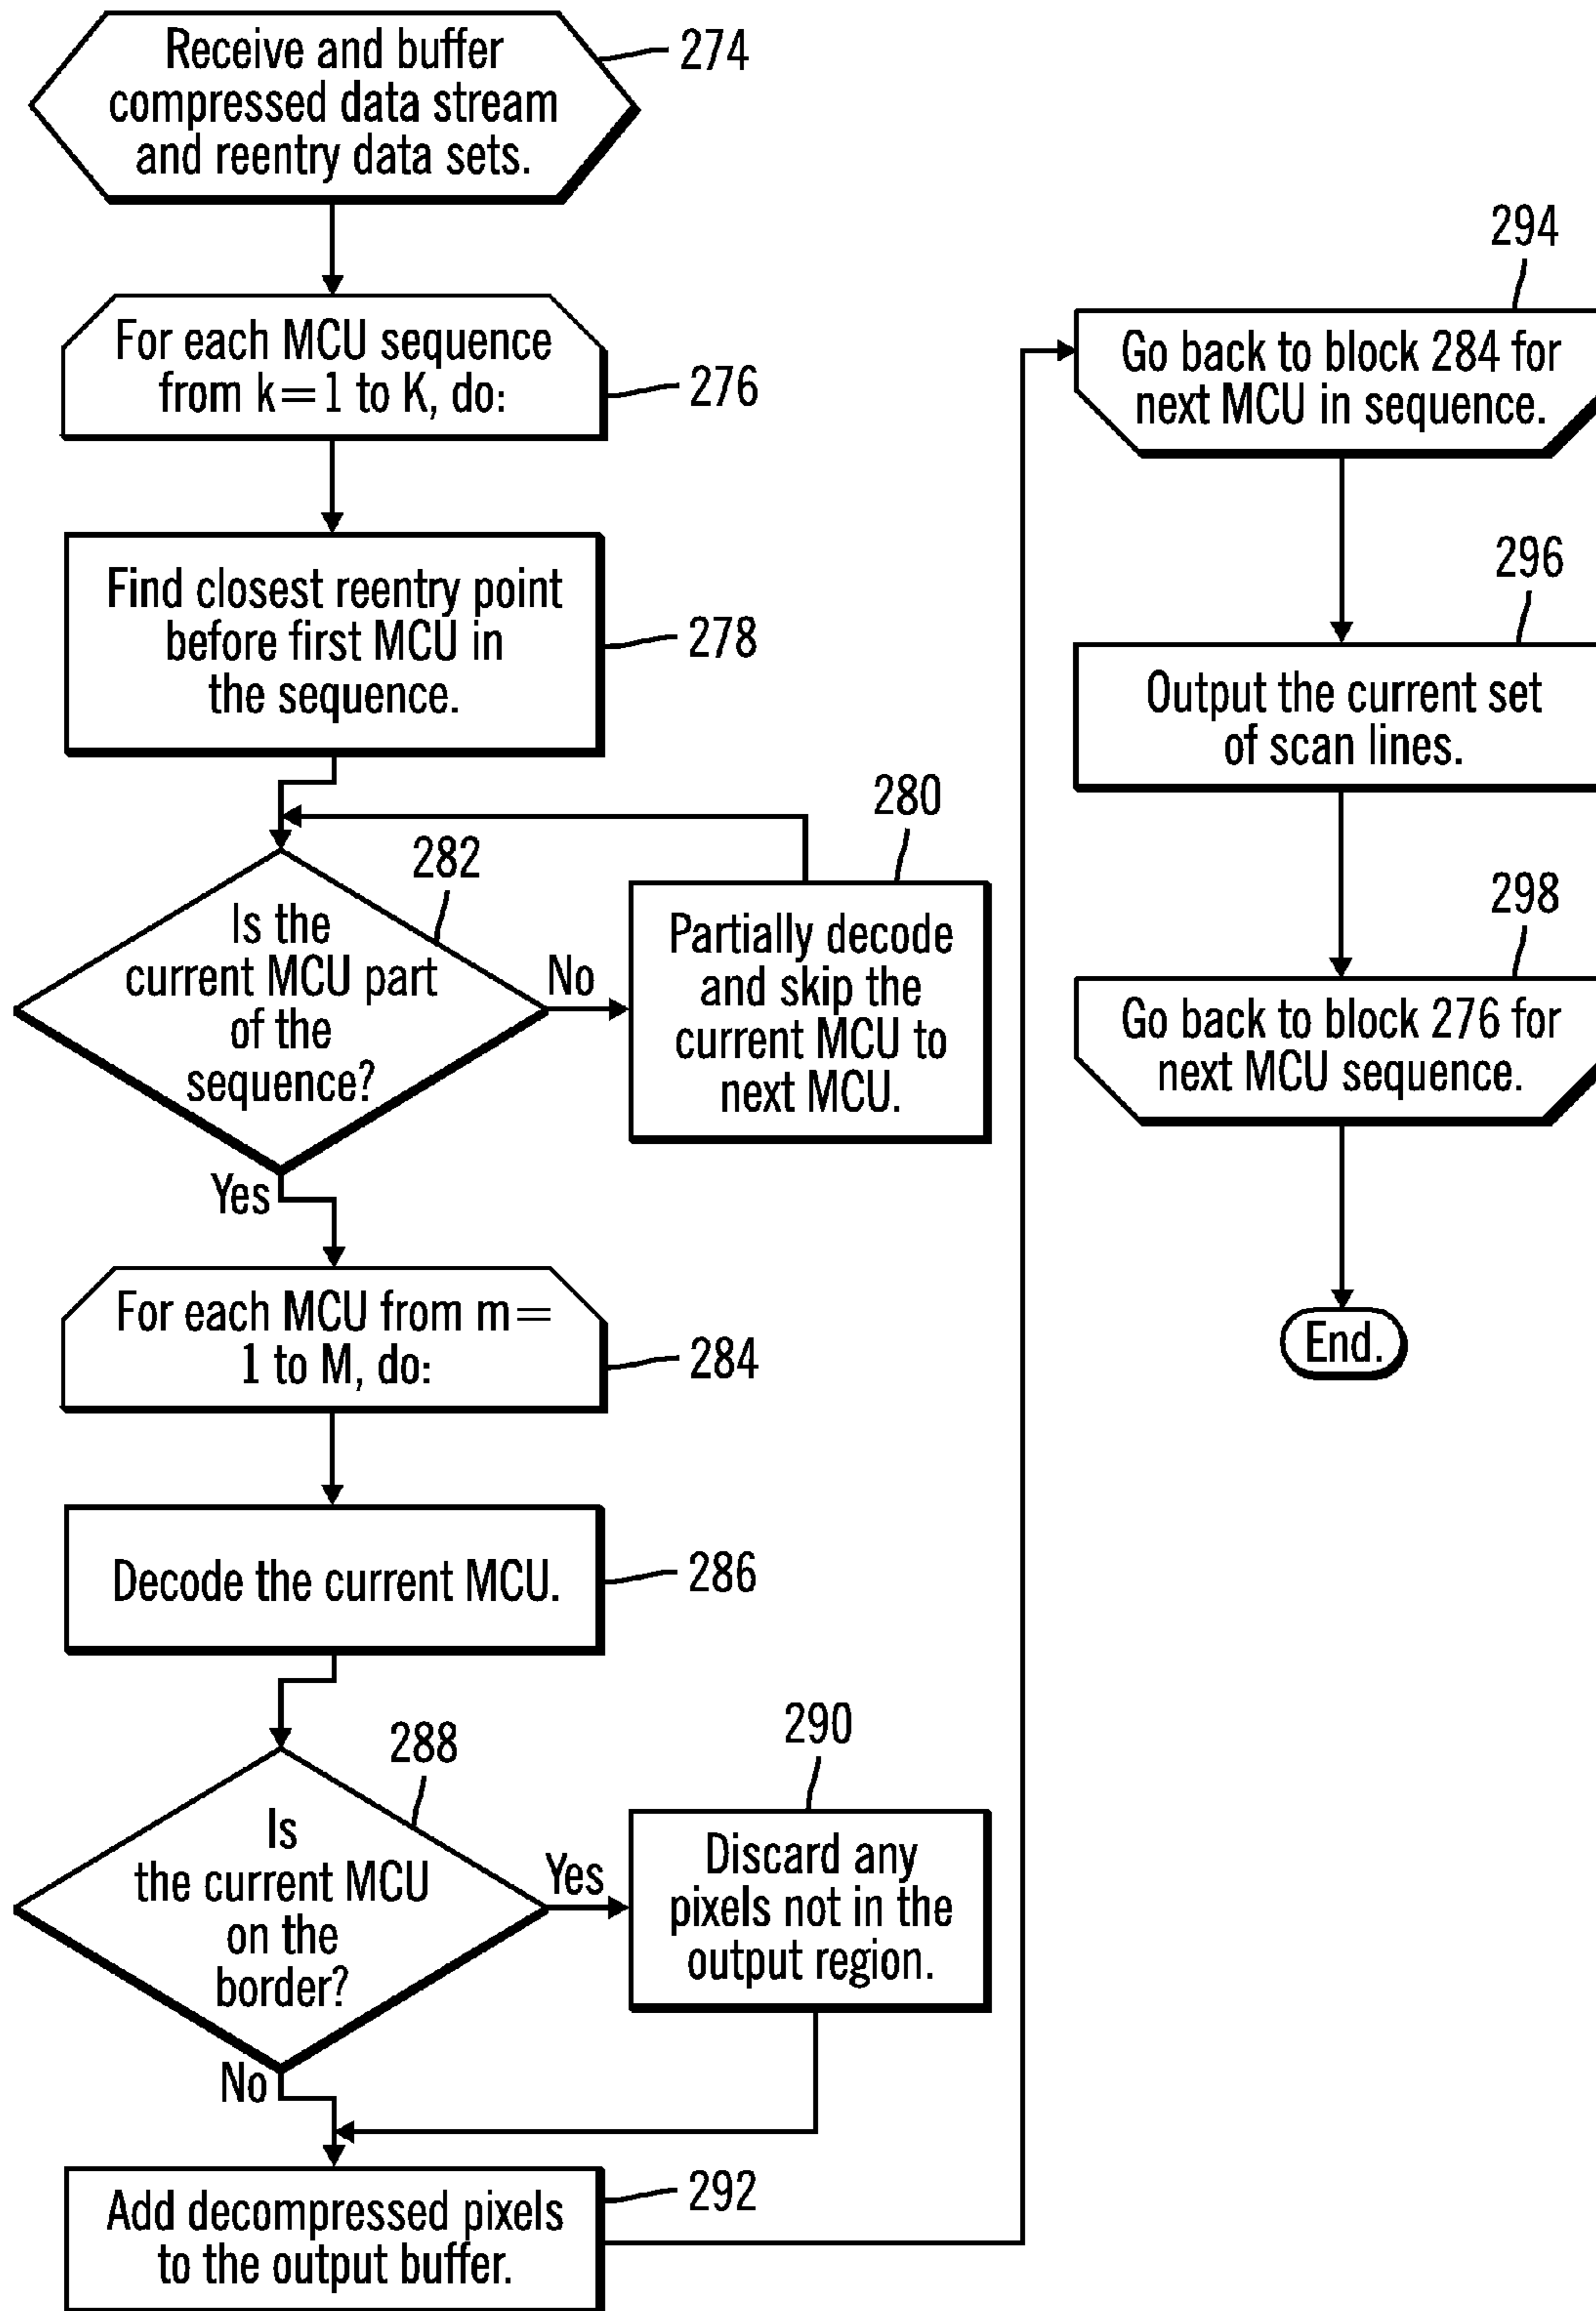 Receive and buffer
compressed data stream
and reentry data sets.
274
For each MCU sequence
from k=1 to K, do:
276
Find closest reentry point
before first MCU in
the sequence.
278
280
282
Is the
current MCU part
of the
sequence?
No
Partially decode
and skip the
current MCU to
next MCU.
Yes
For each MCU from m=
1 to M, do:
284
Decode the current MCU.
286
288
290
Is
the current MCU
on the
border?
Yes
Discard any
pixels not in the
output region.
No
Add decompressed pixels
to the output buffer.
292
294
Go back to block 284 for
next MCU in sequence.
296
Output the current set
of scan lines.
298
Go back to block 276 for
next MCU sequence.
End.